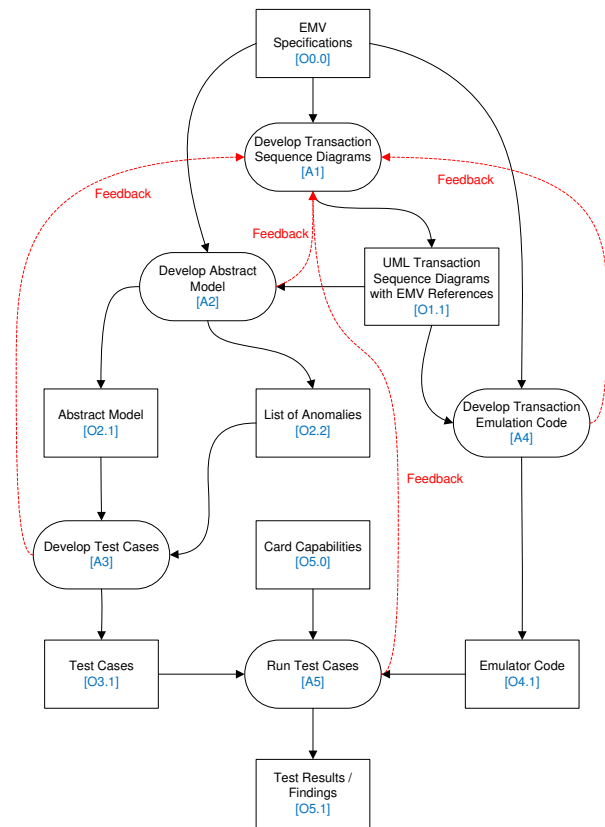 EMV
Specifications
[O0.0]
Develop Transaction
Sequence Diagrams
[A1]
Feedback
Feedback
Feedback
Develop Abstract
Model
[A2]
UML Transaction
Sequence Diagrams
with EMV References
[O1.1]
Abstract Model
[O2.1]
List of Anomalies
[O2.2]
Develop Transaction
Emulation Code
[A4]
Feedback
Develop Test Cases
[A3]
Card Capabilities
[O5.0]
Test Cases
[O3.1]
Run Test Cases
[A5]
Emulator Code
[O4.1]
Test Results /
Findings
[O5.1]